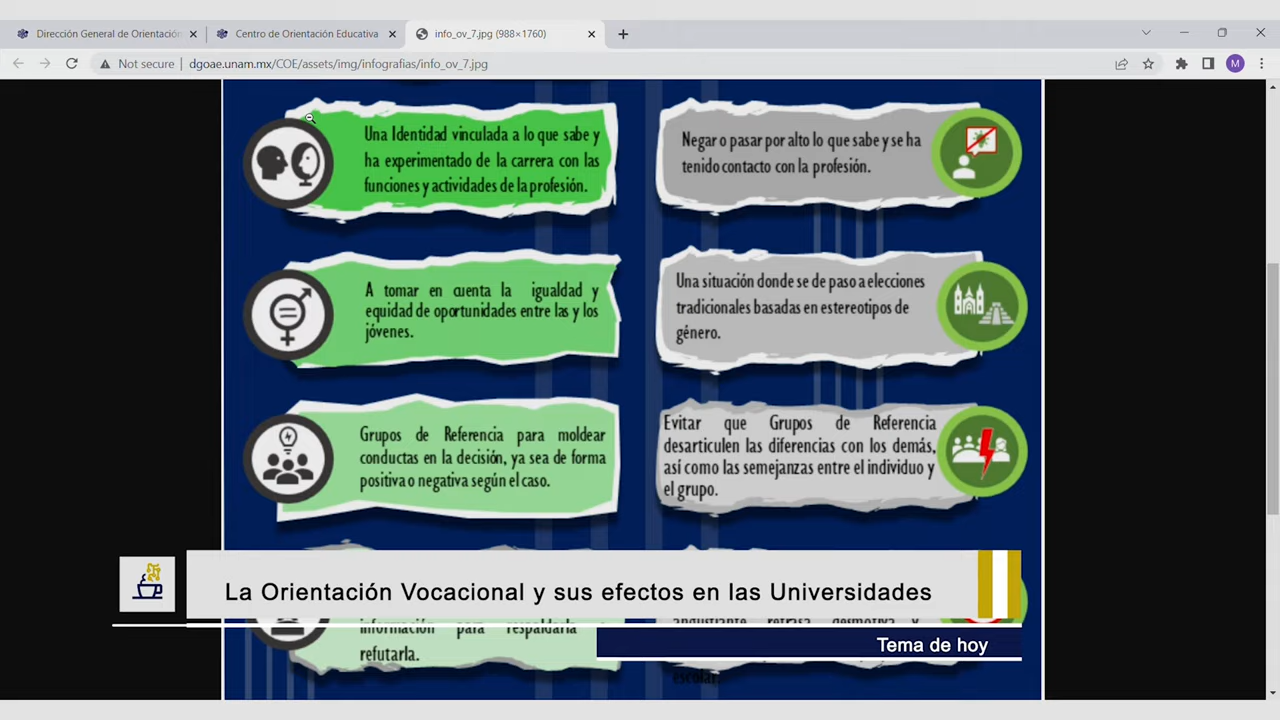 Dirección General de Orientación
Centro de Orientación Educativa
info_ov_7.jpg (988×1760)
Not secure
dgoae.unam.mx/COE/assets/img/infografias/info_ov_7.jpg
M
Una Identidad vinculada a lo que sabe y
ha experimentado de la carrera con las
funciones y actividades de la profesión.
Negar o pasar por alto lo que sabe y se ha
tenido contacto con la profesión.
A tomar en cuenta la igualdad y
equidad de oportunidades entre las y los
jóvenes.
Una situación donde se de paso a elecciones
tradicionales basadas en estereotipos de
género.
Grupos de Referencia para moldear
conductas en la decisión, ya sea de forma
positiva o negativa según el caso.
Evitar que Grupos de Referencia
desarticulen las diferencias con los demás,
así como las semejanzas entre el individuo y
el grupo.
La Orientación Vocacional y sus efectos en las Universidades
información para respaldarla
refutarla.
Tema de hoy
escolar.